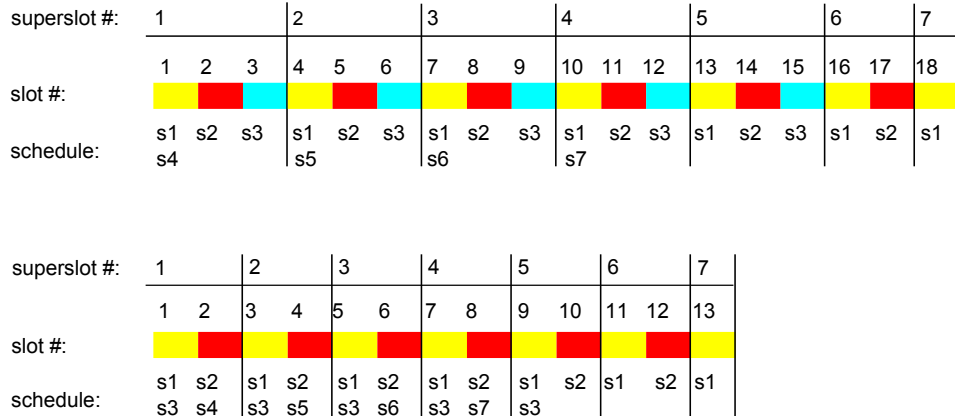 superslot #: 1 2 3 4 5 6 7
1 2 3 4 5 6 7 8 9 10 11 12 13 14 15 16 17 18
slot #:
s1 s2 s3 s1 s2 s3 s1 s2 s3 s1 s2 s3 s1 s2 s3 s1 s2 s1
schedule:
s4 s5 s6 s7
superslot #: 1 2 3 4 5 6 7
1 2 3 4 5 6 7 8 9 10 11 12 13
slot #:
s1 s2 s1 s2 s1 s2 s1 s2 s1 s2 s1 s2 s1
schedule: s3 s4 s3 s5 s3 s6 s3 s7 s3